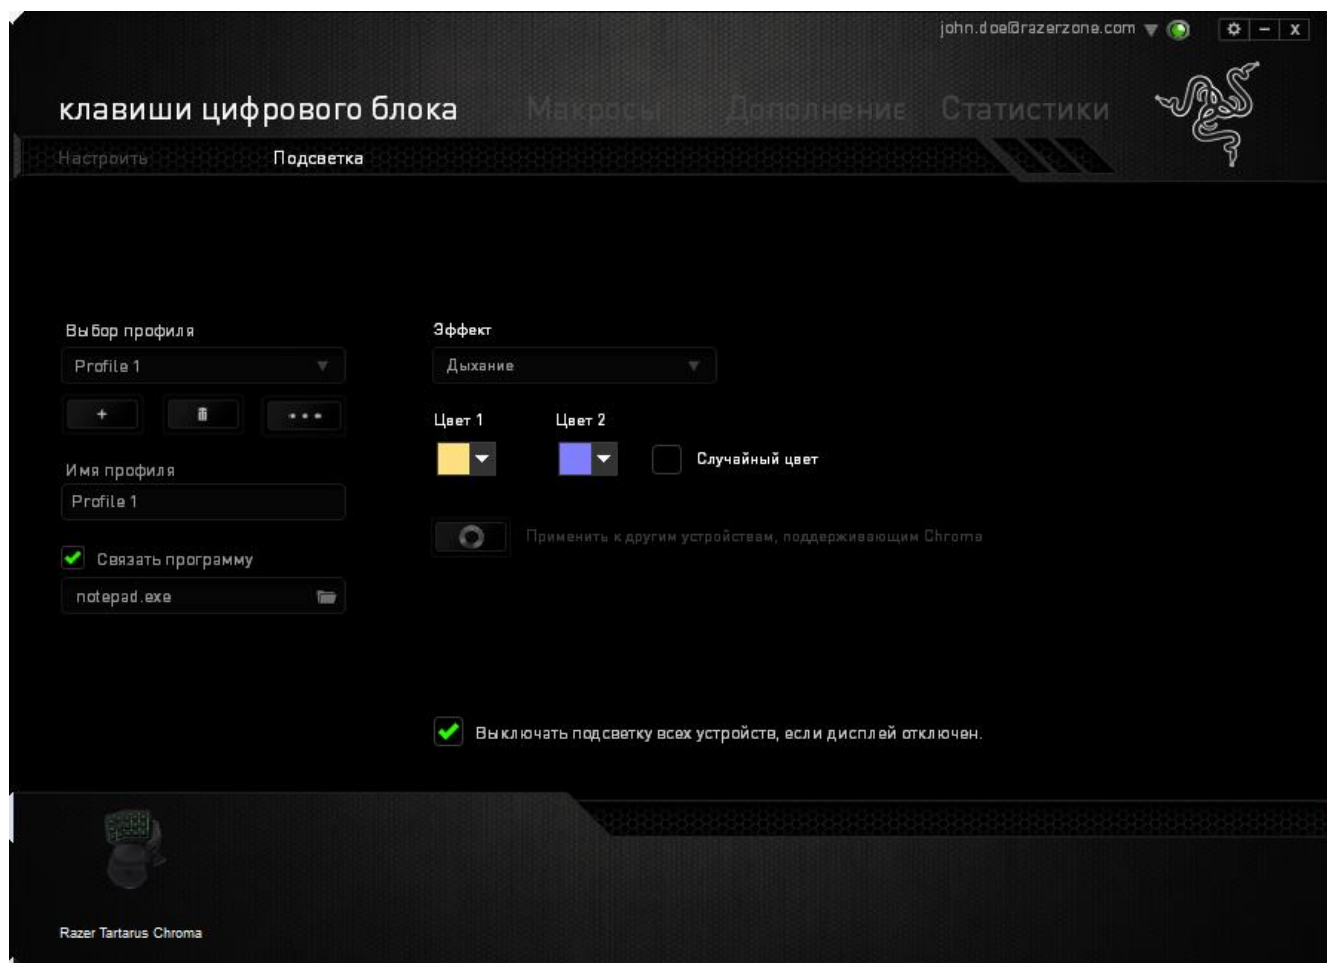 john.doe@razerzone.com
клавиши цифрового блока Макросы Дополнение Статистики
Настроить Подсветка
Выбор профиля Эффект
Profile 1 Дыхание
Цвет 1 Цвет 2
Случайный цвет
Имя профиля
Profile 1
Применить к другим устройствам, поддерживающим Chroma
Связать программу
notepad.exe
Выключать подсветку всех устройств, если дисплей отключен.
Razer Tartarus Chroma